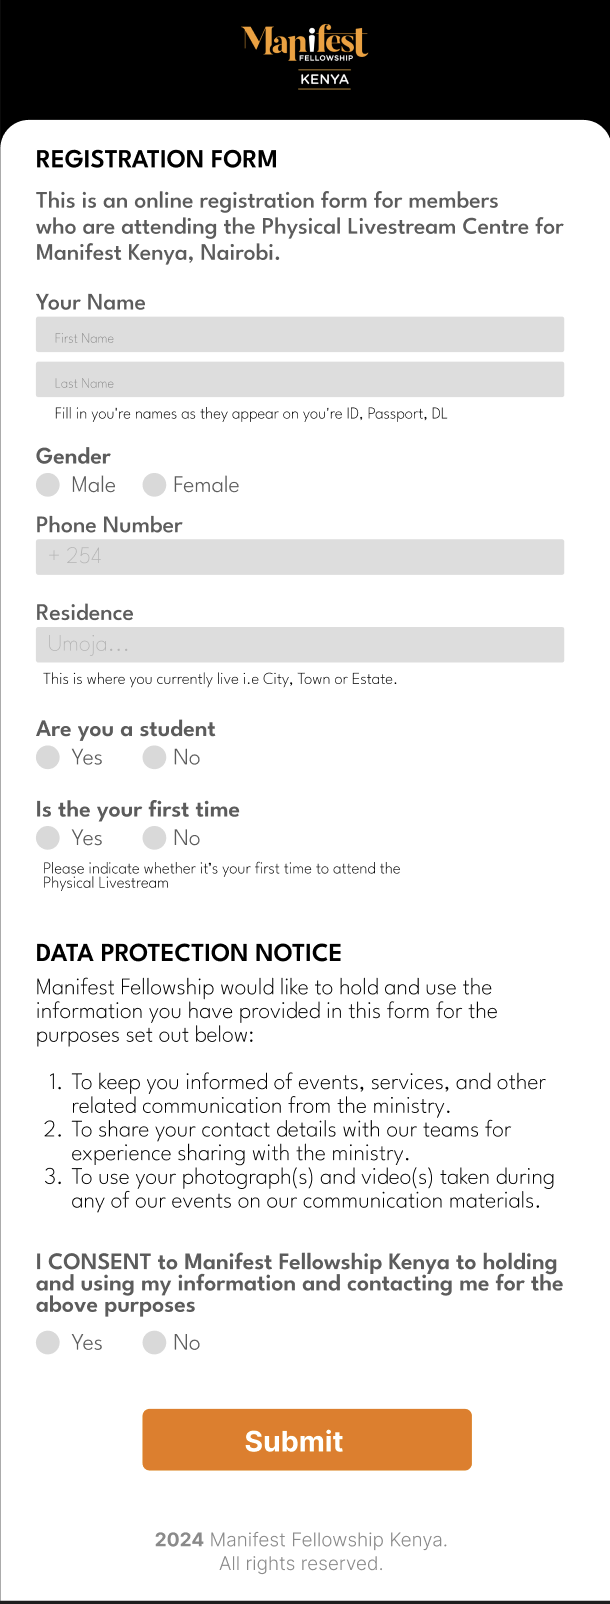 Manifest
FELLOWSHIP
KENYA
REGISTRATION FORM
This is an online registration form for members
who are attending the Physical Livestream Centre for
Manifest Kenya, Nairobi.
Your Name
First Name
Last Name
Fill in you're names as they appear on you're ID, Passport, DL
Gender
Male Female
Phone Number
+ 254
Residence
Umoja...
This is where you currently live i.e City, Town or Estate.
Are you a student
Yes No
Is the your first time
Yes No
Please indicate whether it's your first time to attend the
Physical Livestream
DATA PROTECTION NOTICE
Manifest Fellowship would like to hold and use the
information you have provided in this form for the
purposes set out below:
1. To keep you informed of events, services, and other
related communication from the ministry.
2. To share your contact details with our teams for
experience sharing with the ministry.
3. To use your photograph(s) and video(s) taken during
any of our events on our communication materials.
I CONSENT to Manifest Fellowship Kenya to holding
and using my information and contacting me for the
above purposes
Yes No
Submit
2024 Manifest Fellowship Kenya.
All rights reserved.